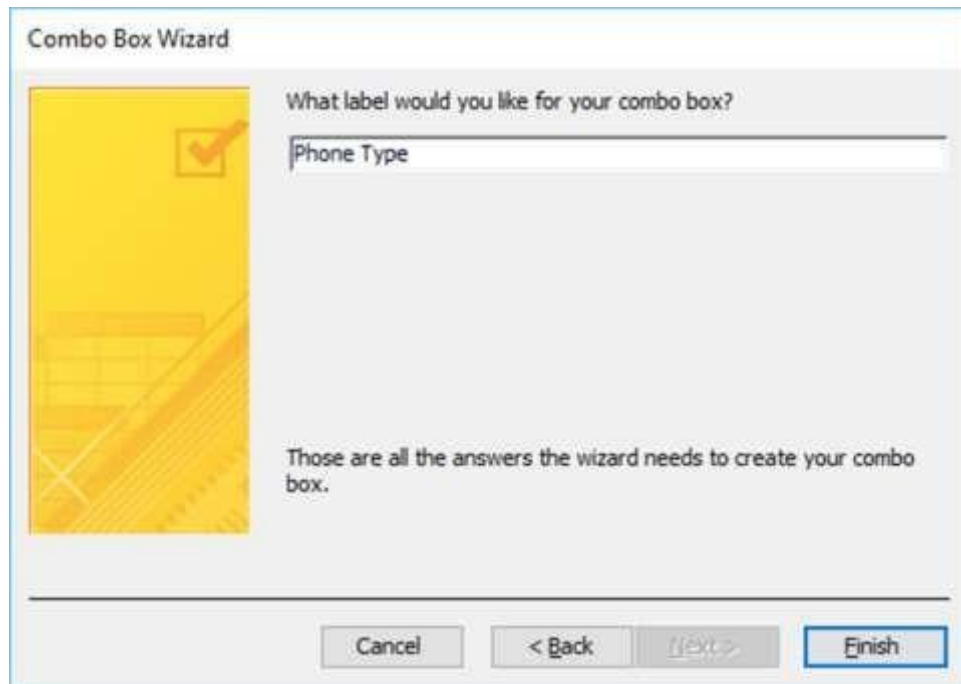 Combo Box Wizard
What label would you like for your combo box?
Phone Type
Those are all the answers the wizard needs to create your combo
box.
Cancel
< Back
Next >
Finish